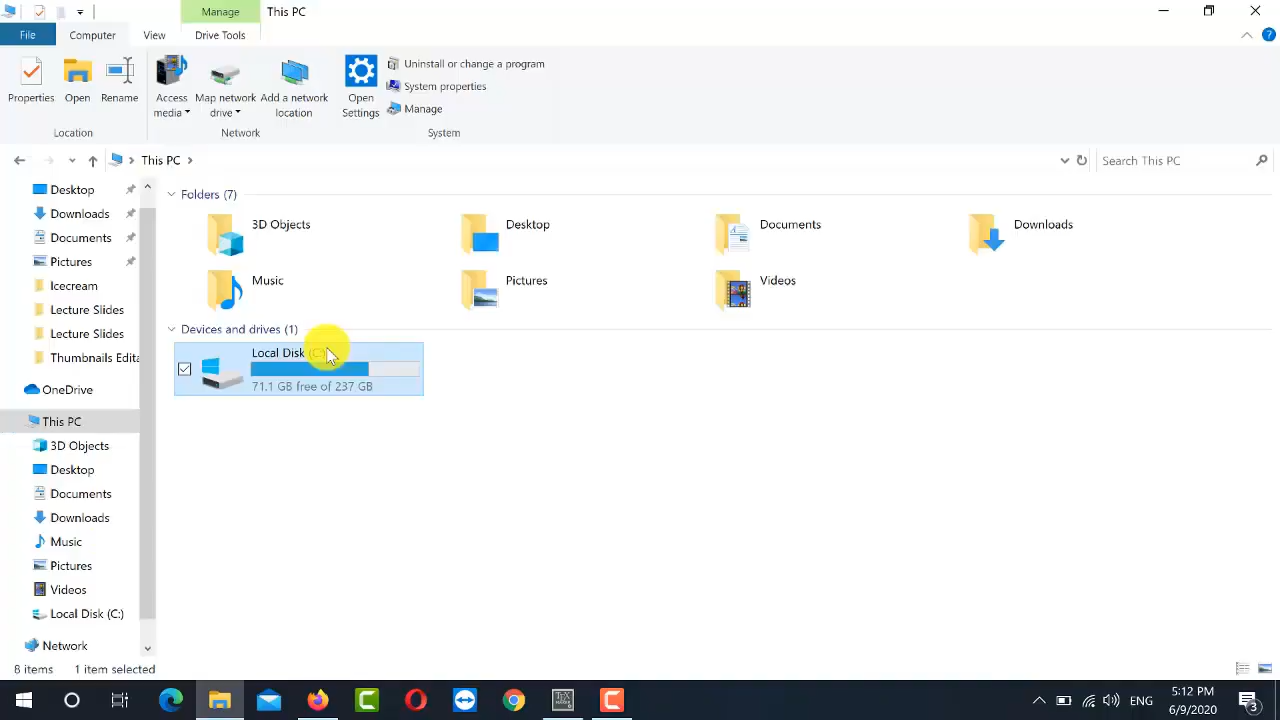 Manage
This PC
File
Computer
View
Drive Tools
Properties
Open
Rename
Location
Access media
Map network drive
Add a network location
Network
Open Settings
Uninstall or change a program
System properties
Manage
System
This PC
Search This PC
Desktop
Downloads
Documents
Pictures
Icecream
Lecture Slides
Lecture Slides
Thumbnails Edita
OneDrive
This PC
3D Objects
Desktop
Documents
Downloads
Music
Pictures
Videos
Local Disk (C:)
Network
Folders (7)
3D Objects
Desktop
Documents
Downloads
Music
Pictures
Videos
Devices and drives (1)
Local Disk (C:)
71.1 GB free of 237 GB
8 items
1 item selected
ENG
5:12 PM
6/9/2020
3